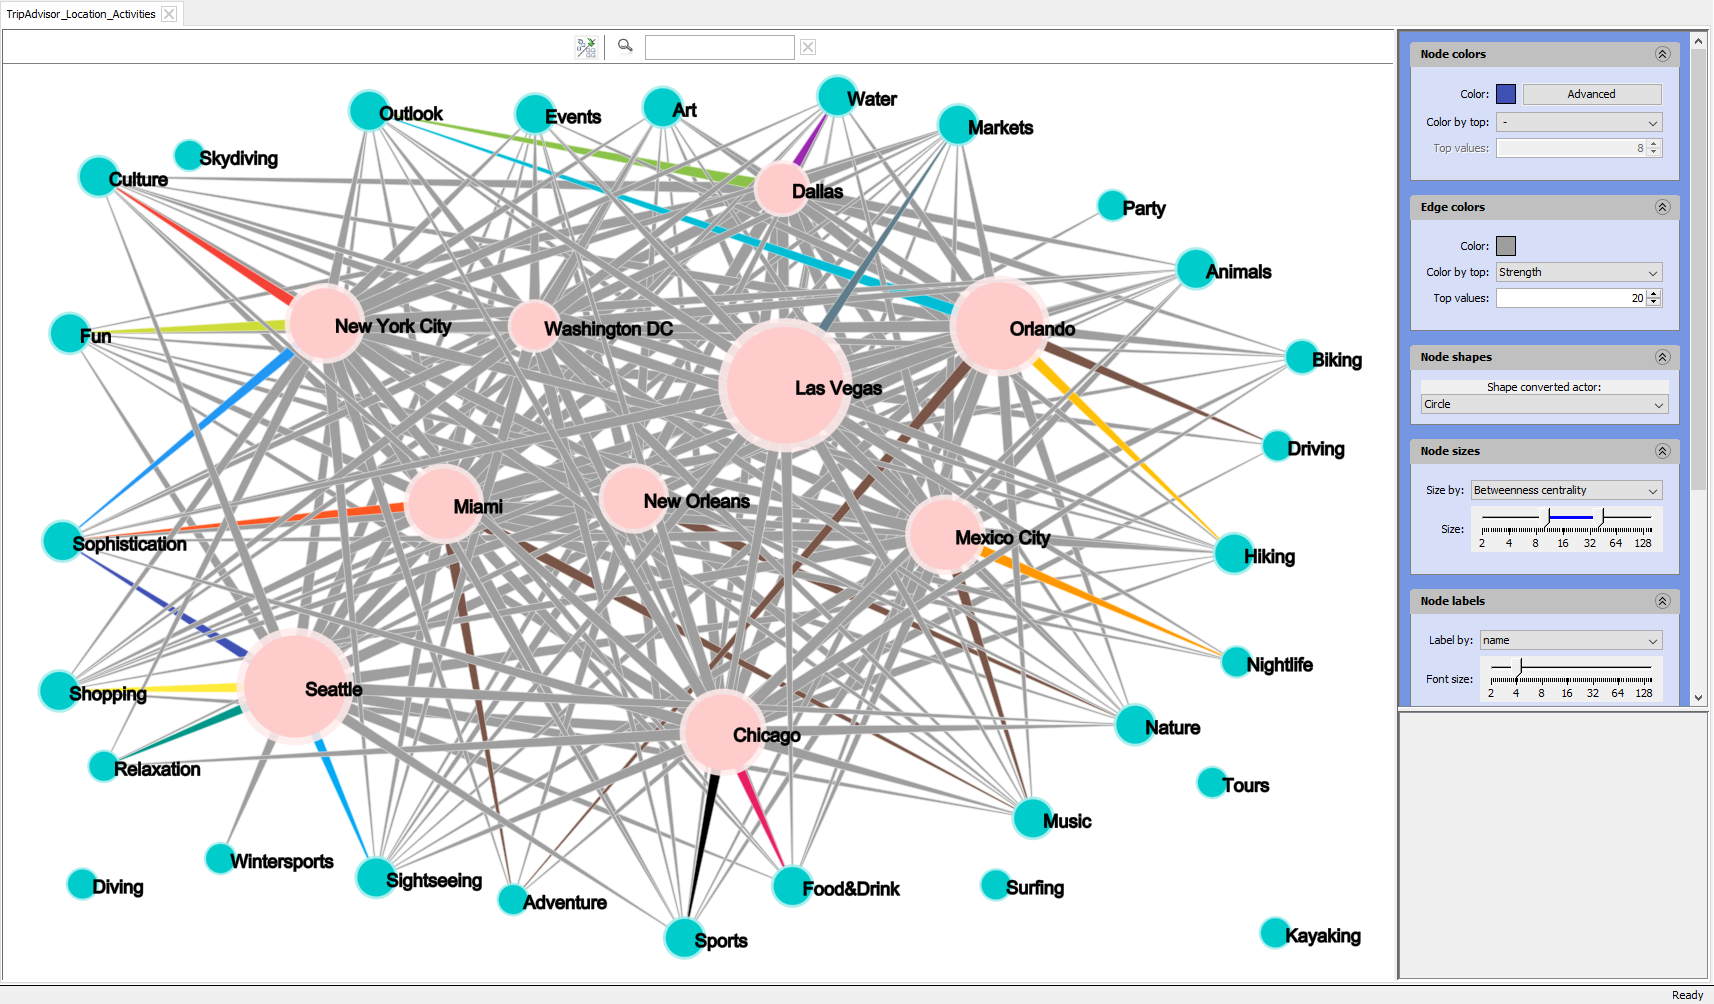 TripAdvisor_Location_Activities
Outlook
Events
Art
Water
Markets
Skydiving
Culture
Dallas
Party
Animals
New York City
Washington DC
Orlando
Fun
Biking
Las Vegas
Driving
Miami
New Orleans
Mexico City
Sophistication
Hiking
Nightlife
Seattle
Shopping
Chicago
Nature
Relaxation
Tours
Music
Wintersports
Sightseeing
Diving
Adventure
Food&Drink
Surfing
Sports
Kayaking
Node colors
Color:
Advanced
Color by top: -
Top values: 8
Edge colors
Color:
Color by top: Strength
Top values: 20
Node shapes
Shape converted actor:
Circle
Node sizes
Size by: Betweenness centrality
Size:
2 4 8 16 32 64 128
Node labels
Label by: name
Font size:
2 4 8 16 32 64 128
Ready